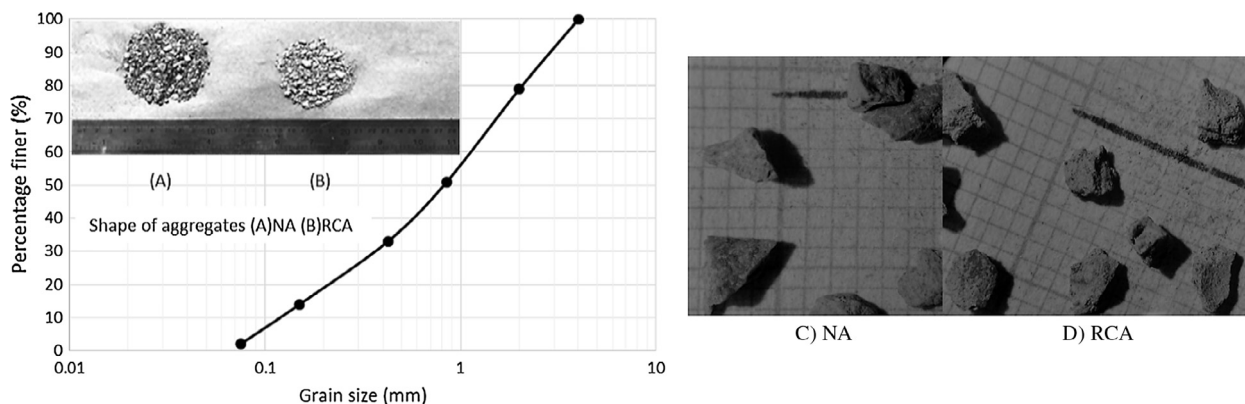 100
90
80
70
60
50
40
30
20
10
0
Percentage finer (%)
(A)
(B)
Shape of aggregates (A)NA (B)RCA
0.01
0.1
1
10
Grain size (mm)
C) NA
D) RCA